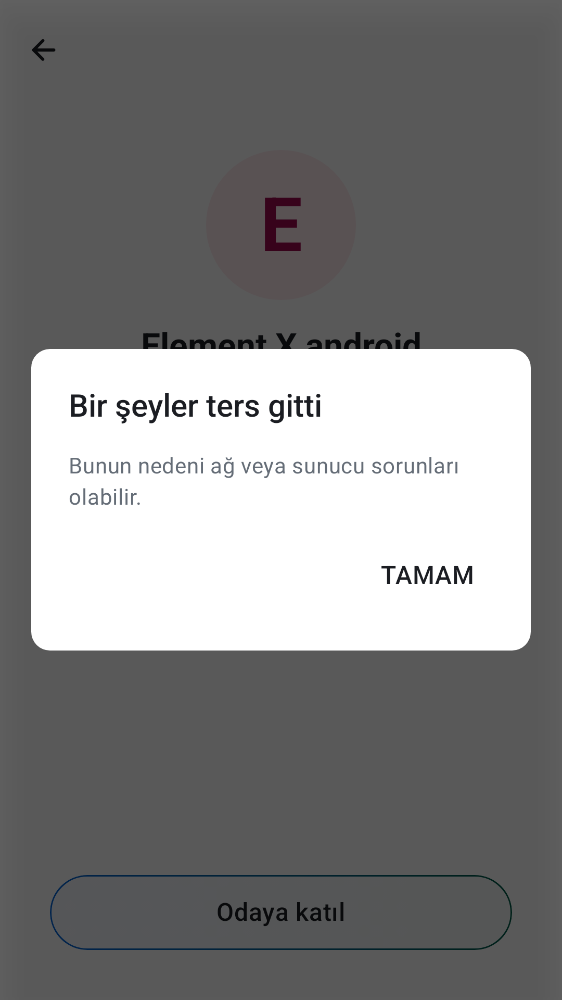 E
Element X android
Bir şeyler ters gitti
Bunun nedeni ağ veya sunucu sorunları
olabilir.
TAMAM
Odaya katıl